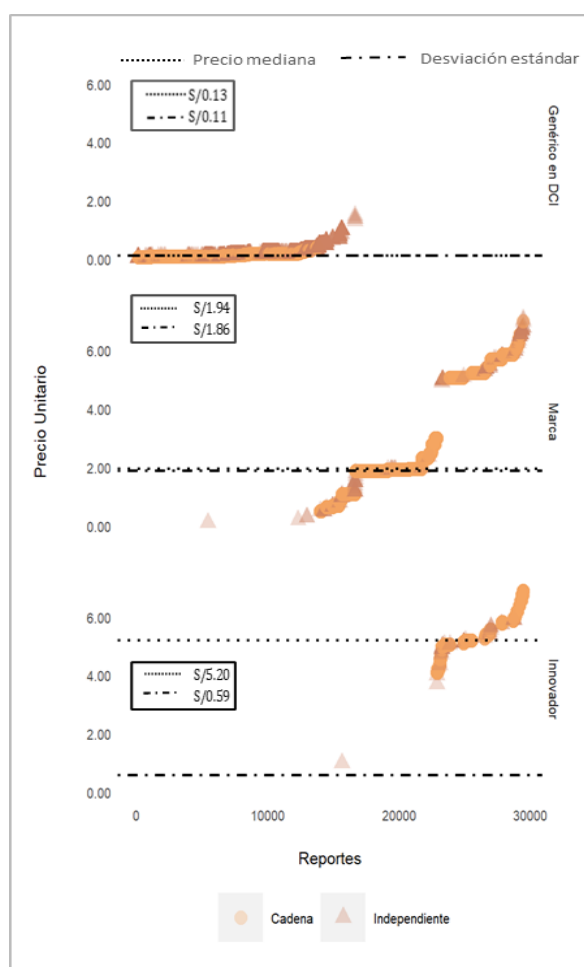 Precio mediana
Desviación estándar
6.00
S/0.13
S/0.11
4.00
2.00
0.00
Genérico en DCI
S/1.94
S/1.86
6.00
4.00
2.00
0.00
Marca
Precio Unitario
6.00
S/5.20
S/0.59
4.00
2.00
0.00
Innovador
0
10000
20000
30000
Reportes
Cadena
Independiente